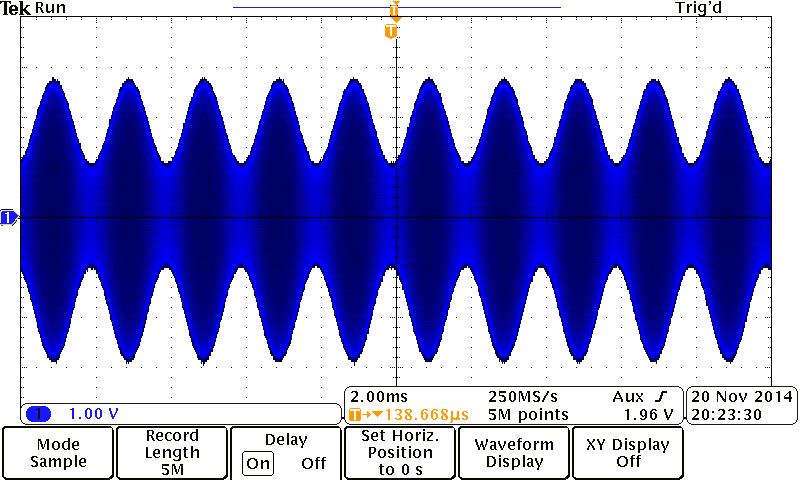 Tek Run Trig'd
T
T
1
1 1.00 V
2.00ms 250MS/s Aux
T 138.668µs 5M points 1.96 V
20 Nov 2014
20:23:30
Mode
Sample
Record
Length
5M
Delay
On Off
Set Horiz.
Position
to 0 s
Waveform
Display
XY Display
Off